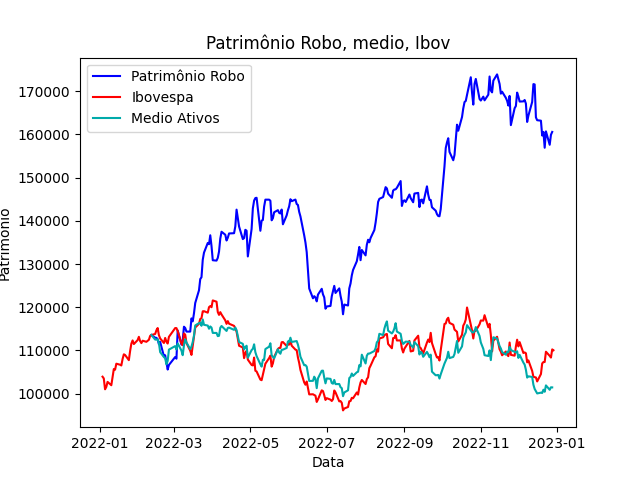 Patrimônio Robo, medio, Ibov
Patrimônio Robo
Ibovespa
Medio Ativos
170000
160000
150000
140000
130000
120000
110000
100000
Patrimonio
2022-01 2022-03 2022-05 2022-07 2022-09 2022-11 2023-01
Data